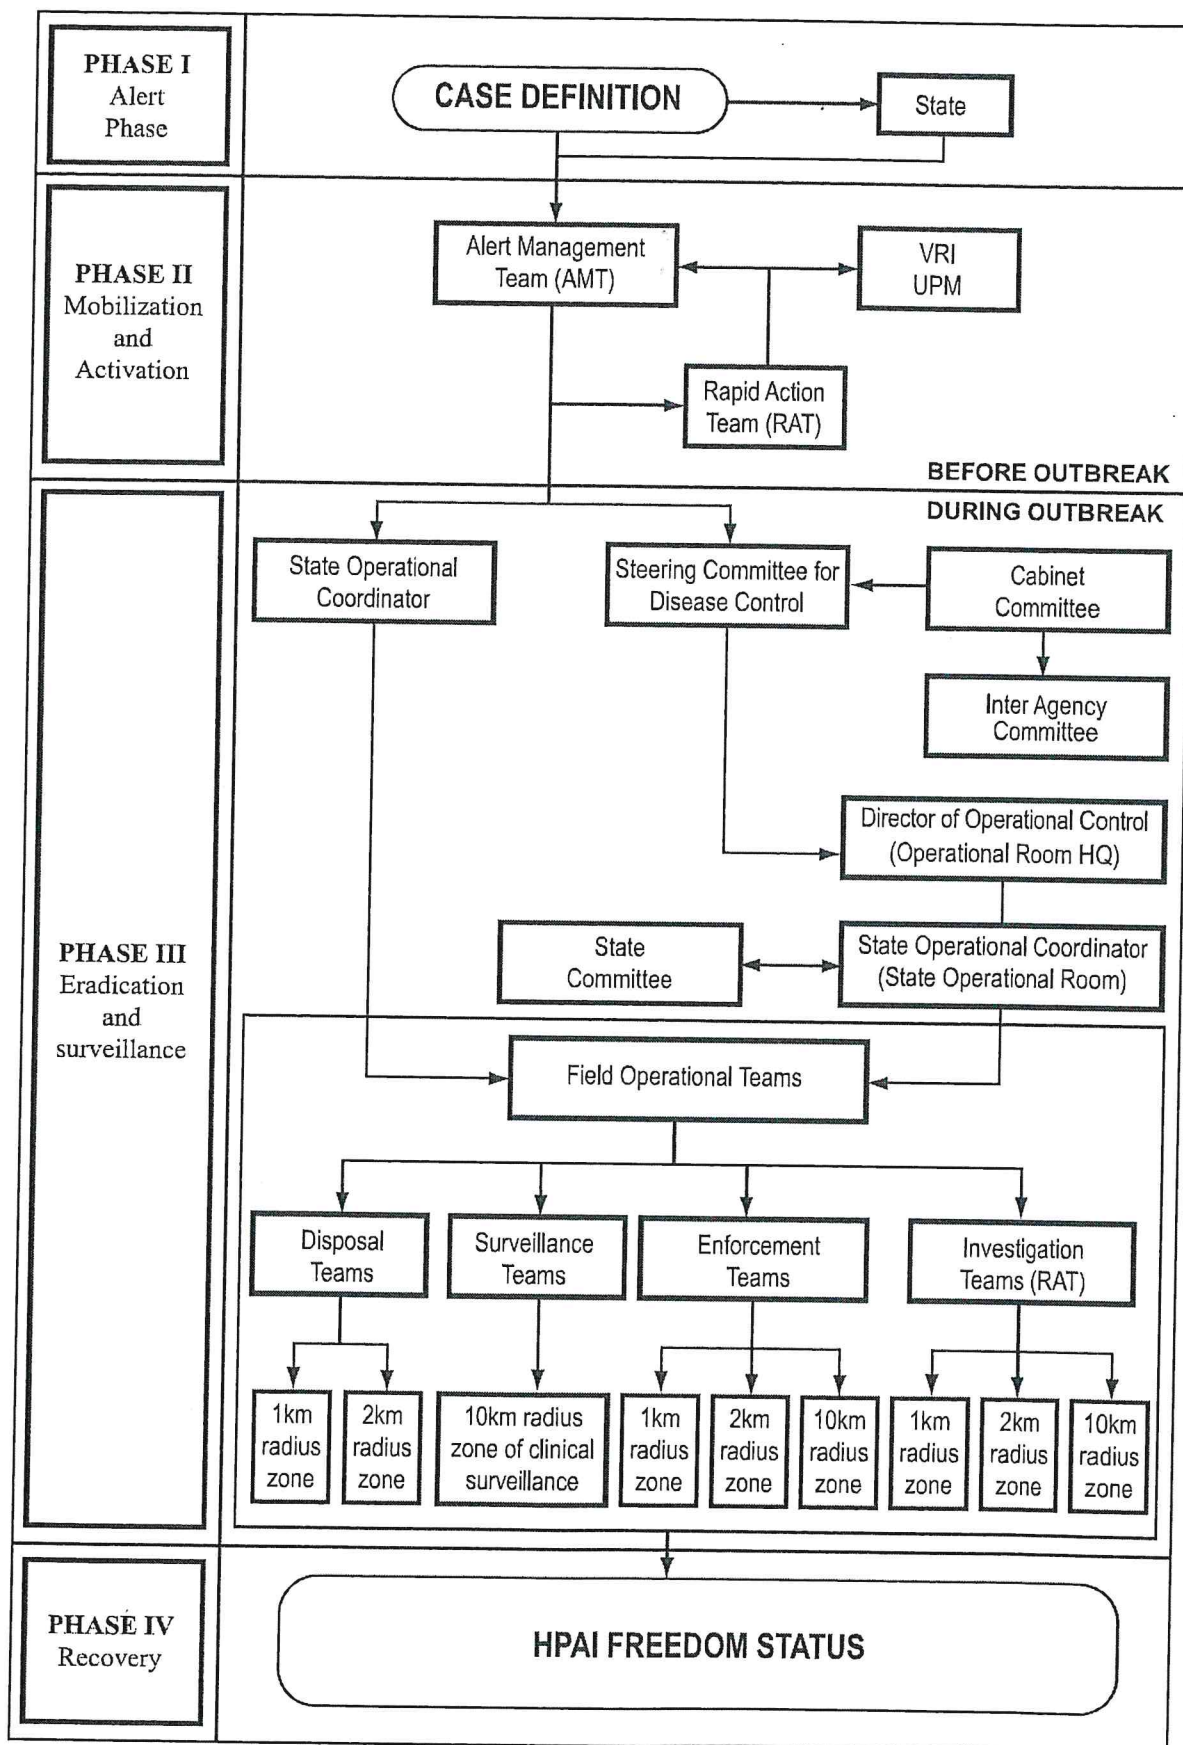 PHASE I
Alert
Phase
CASE DEFINITION
State
PHASE II
Mobilization
and
Activation
Alert Management
Team (AMT)
VRI
UPM
Rapid Action
Team (RAT)
BEFORE OUTBREAK
DURING OUTBREAK
PHASE III
Eradication
and
surveillance
State Operational
Coordinator
Steering Committee for
Disease Control
Cabinet
Committee
Inter Agency
Committee
Director of Operational Control
(Operational Room HQ)
State
Committee
State Operational Coordinator
(State Operational Room)
Field Operational Teams
Disposal
Teams
Surveillance
Teams
Enforcement
Teams
Investigation
Teams (RAT)
1km
radius
zone
2km
radius
zone
10km radius
zone of clinical
surveillance
1km
radius
zone
2km
radius
zone
10km
radius
zone
1km
radius
zone
2km
radius
zone
10km
radius
zone
PHASE IV
Recovery
HPAI FREEDOM STATUS